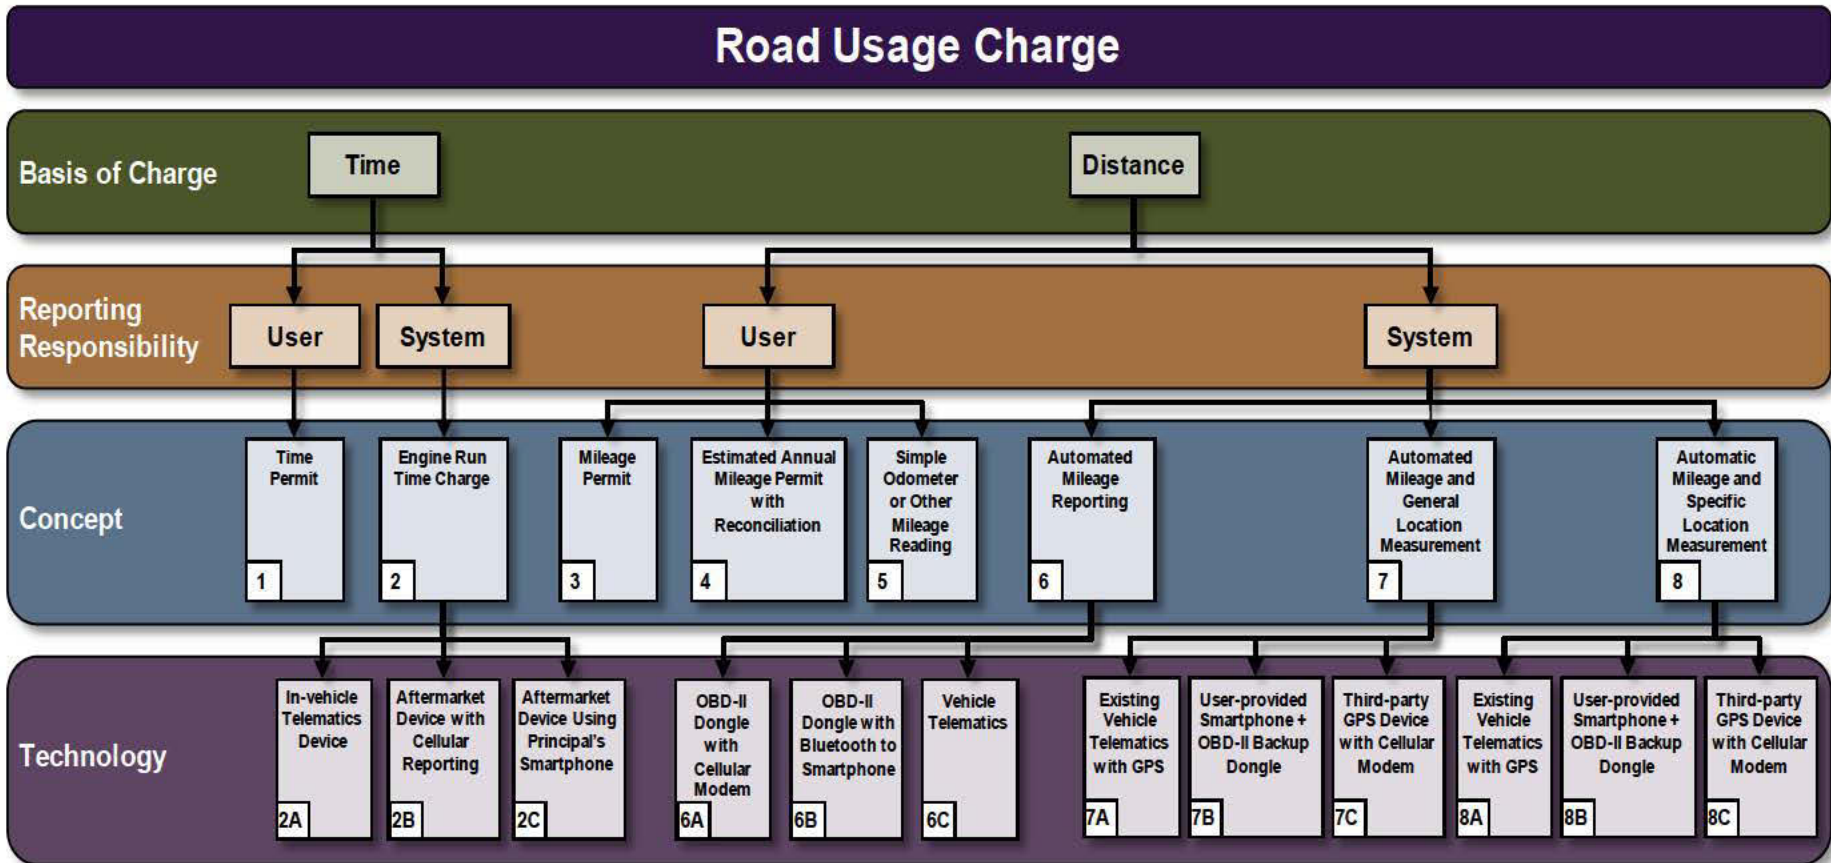 Road Usage Charge
Basis of Charge
Time
Distance
Reporting
Responsibility
User
System
User
System
Concept
Time
Permit
1
Engine Run
Time Charge
2
Mileage
Permit
3
Estimated Annual
Mileage Permit
with
Reconciliation
4
Simple
Odometer
or Other
Mileage
Reading
5
Automated
Mileage
Reporting
6
Automated
Mileage and
General
Location
Measurement
7
Automatic
Mileage and
Specific
Location
Measurement
8
Technology
In-vehicle
Telematics
Device
2A
Aftermarket
Device with
Cellular
Reporting
2B
Aftermarket
Device Using
Principal's
Smartphone
2C
OBD-II
Dongle
with
Cellular
Modem
6A
OBD-II
Dongle with
Bluetooth to
Smartphone
6B
Vehicle
Telematics
6C
Existing
Vehicle
Telematics
with GPS
7A
User-provided
Smartphone +
OBD-II Backup
Dongle
7B
Third-party
GPS Device
with Cellular
Modem
7C
Existing
Vehicle
Telematics
with GPS
8A
User-provided
Smartphone +
OBD-II Backup
Dongle
8B
Third-party
GPS Device
with Cellular
Modem
8C